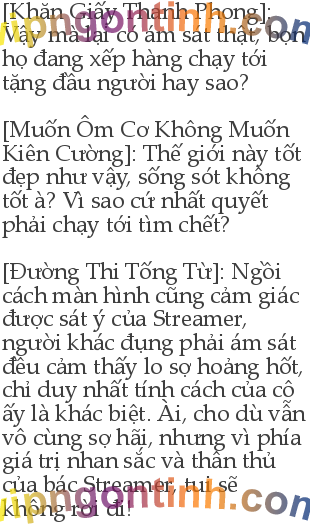 [Khăn Giấy Thanh Phong]:
Vậy mà lại có ám sát thật, bọn
họ đang xếp hàng chạy tới
tặng đầu người hay sao?

[Muốn Ôm Cơ Không Muốn
Kiên Cường]: Thế giới này tốt
đẹp như vậy, sống sót không
tốt à? Vì sao cứ nhất quyết
phải chạy tới tìm chết?

[Đường Thi Tống Từ]: Ngồi
cách màn hình cũng cảm giác
được sát ý của Streamer,
người khác đụng phải ám sát
đều cảm thấy lo sợ hoảng hốt,
chỉ duy nhất tính cách của cô
ấy là khác biệt. Ài, cho dù vẫn
vô cùng sợ hãi, nhưng vì phía
giá trị nhan sắc và thân thủ
của bác Streamer, tui sẽ
không rời đi!
vipngontinh.com
vipngontinh.com